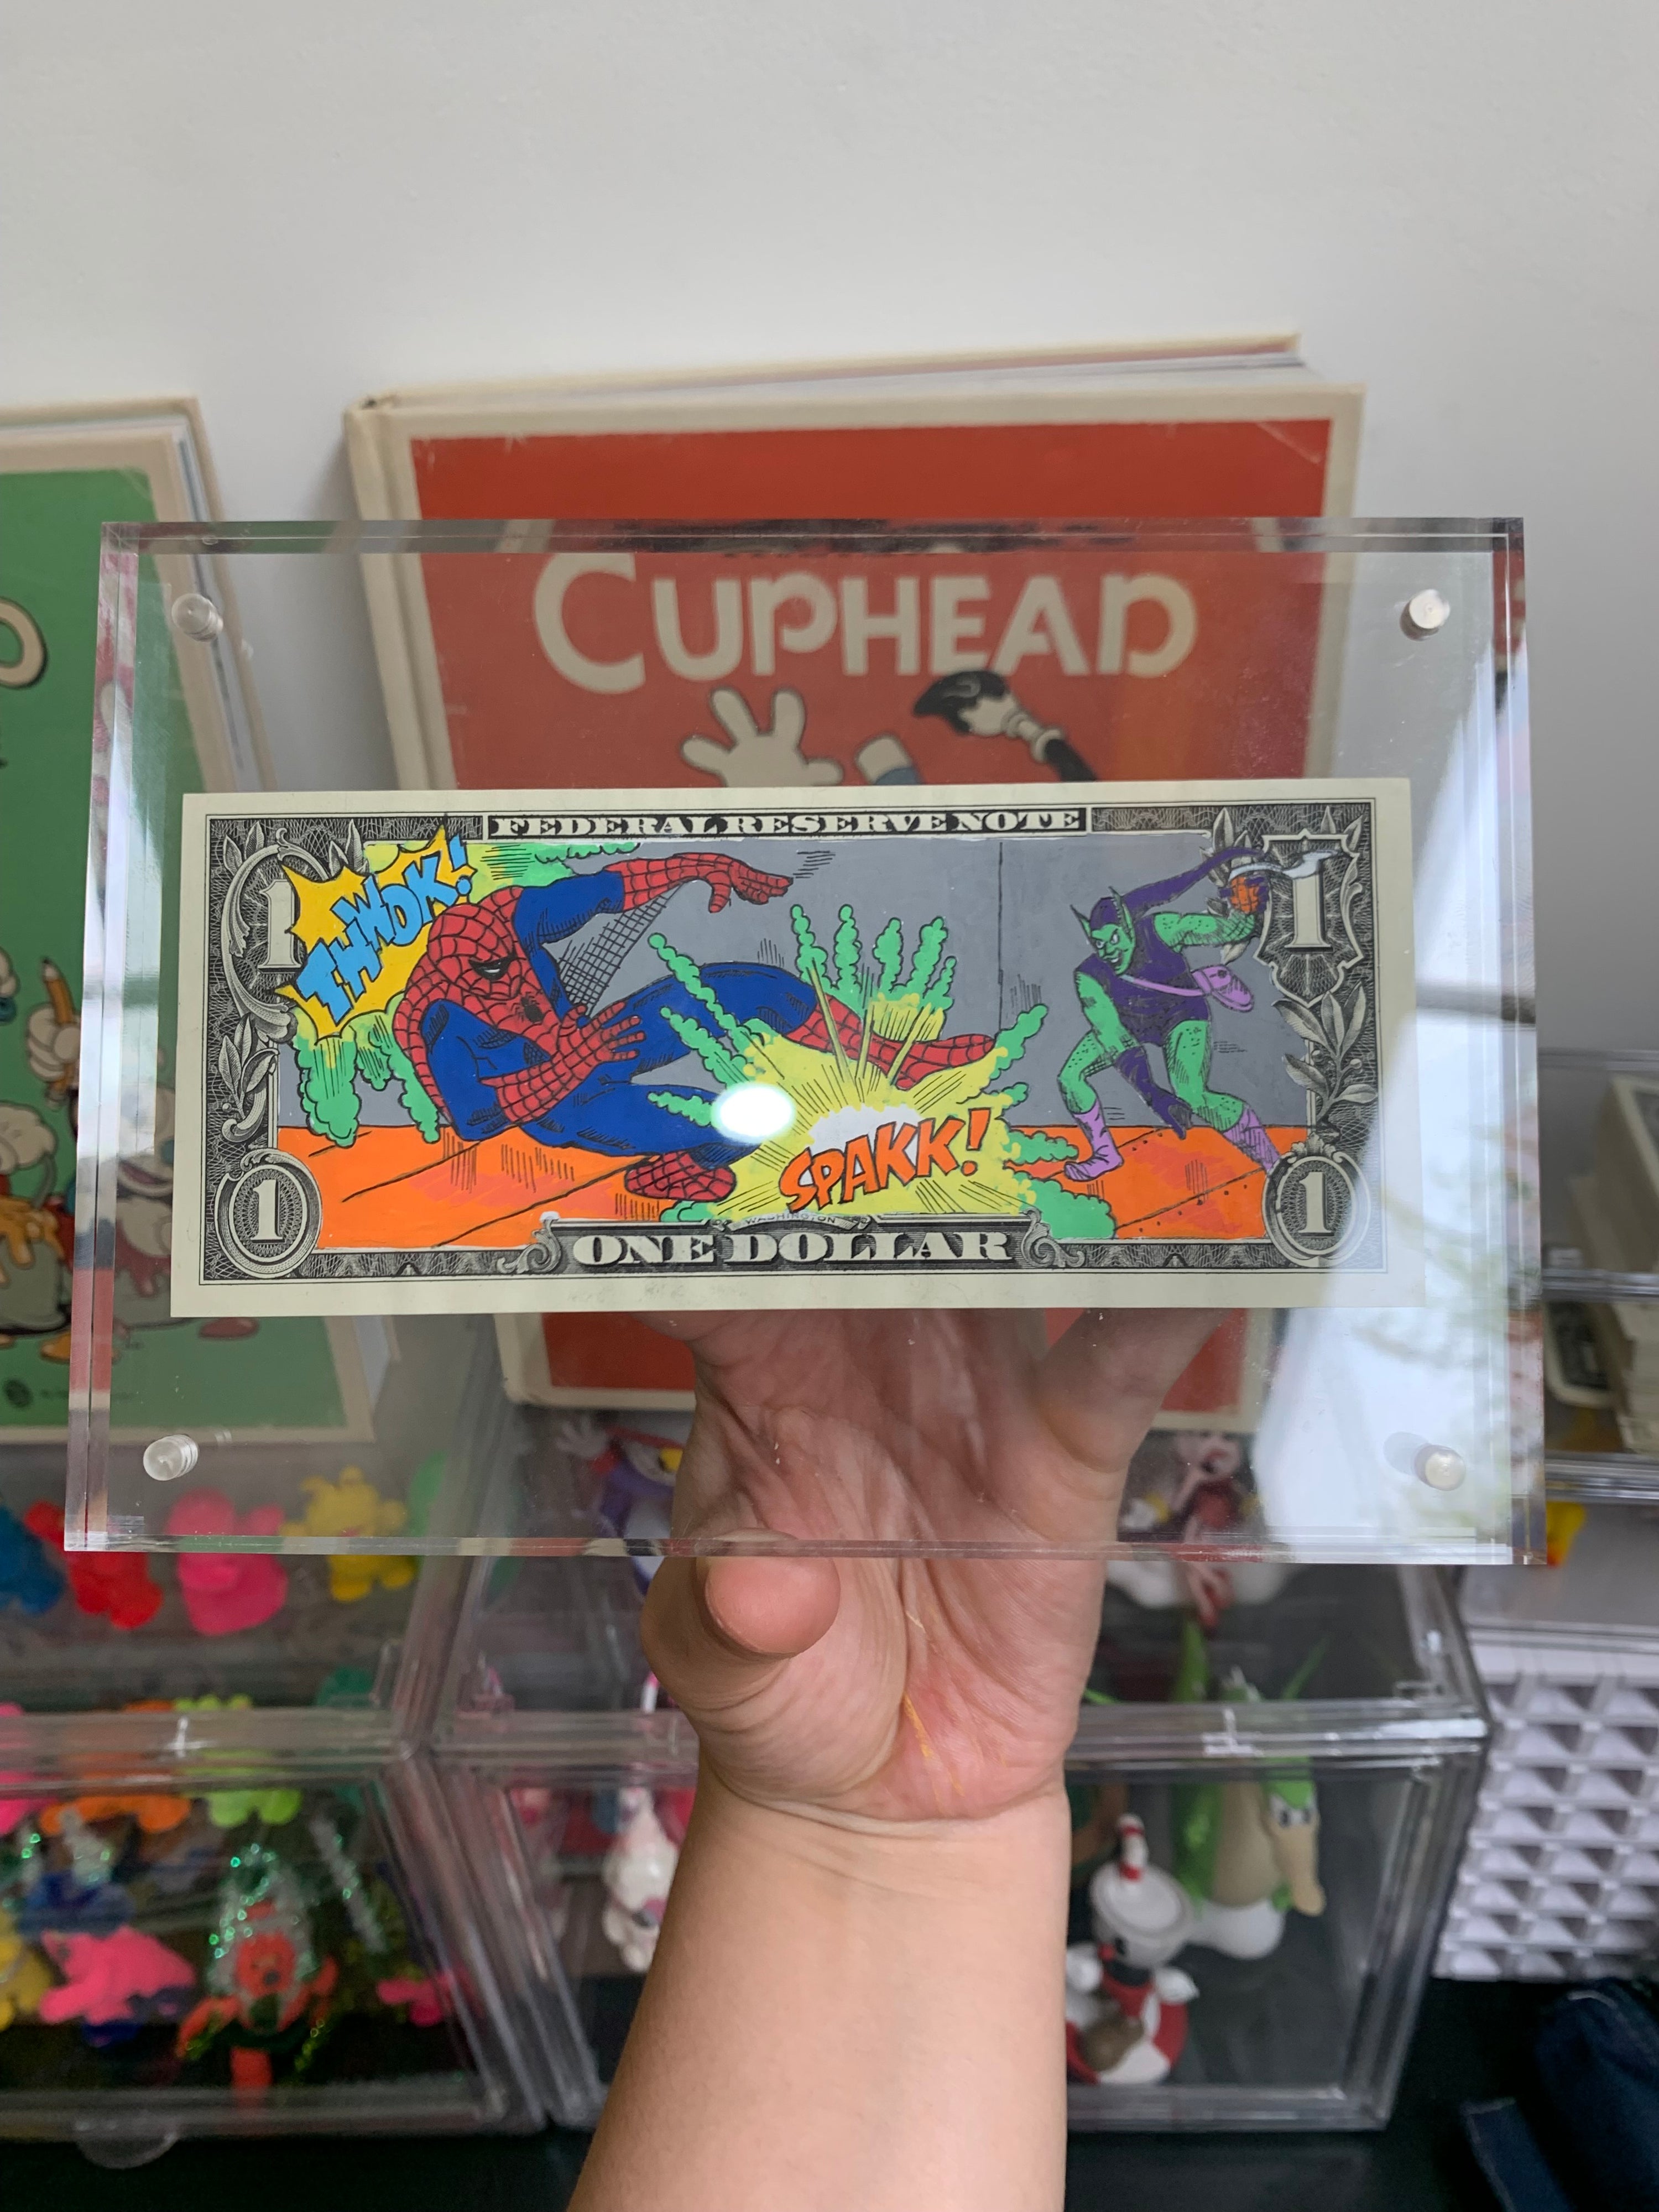 CUPHEAD
FEDERAL RESERVE NOTE
1
1
THWOK!
SPAKK!
WASHINGTON
1
ONE DOLLAR
1